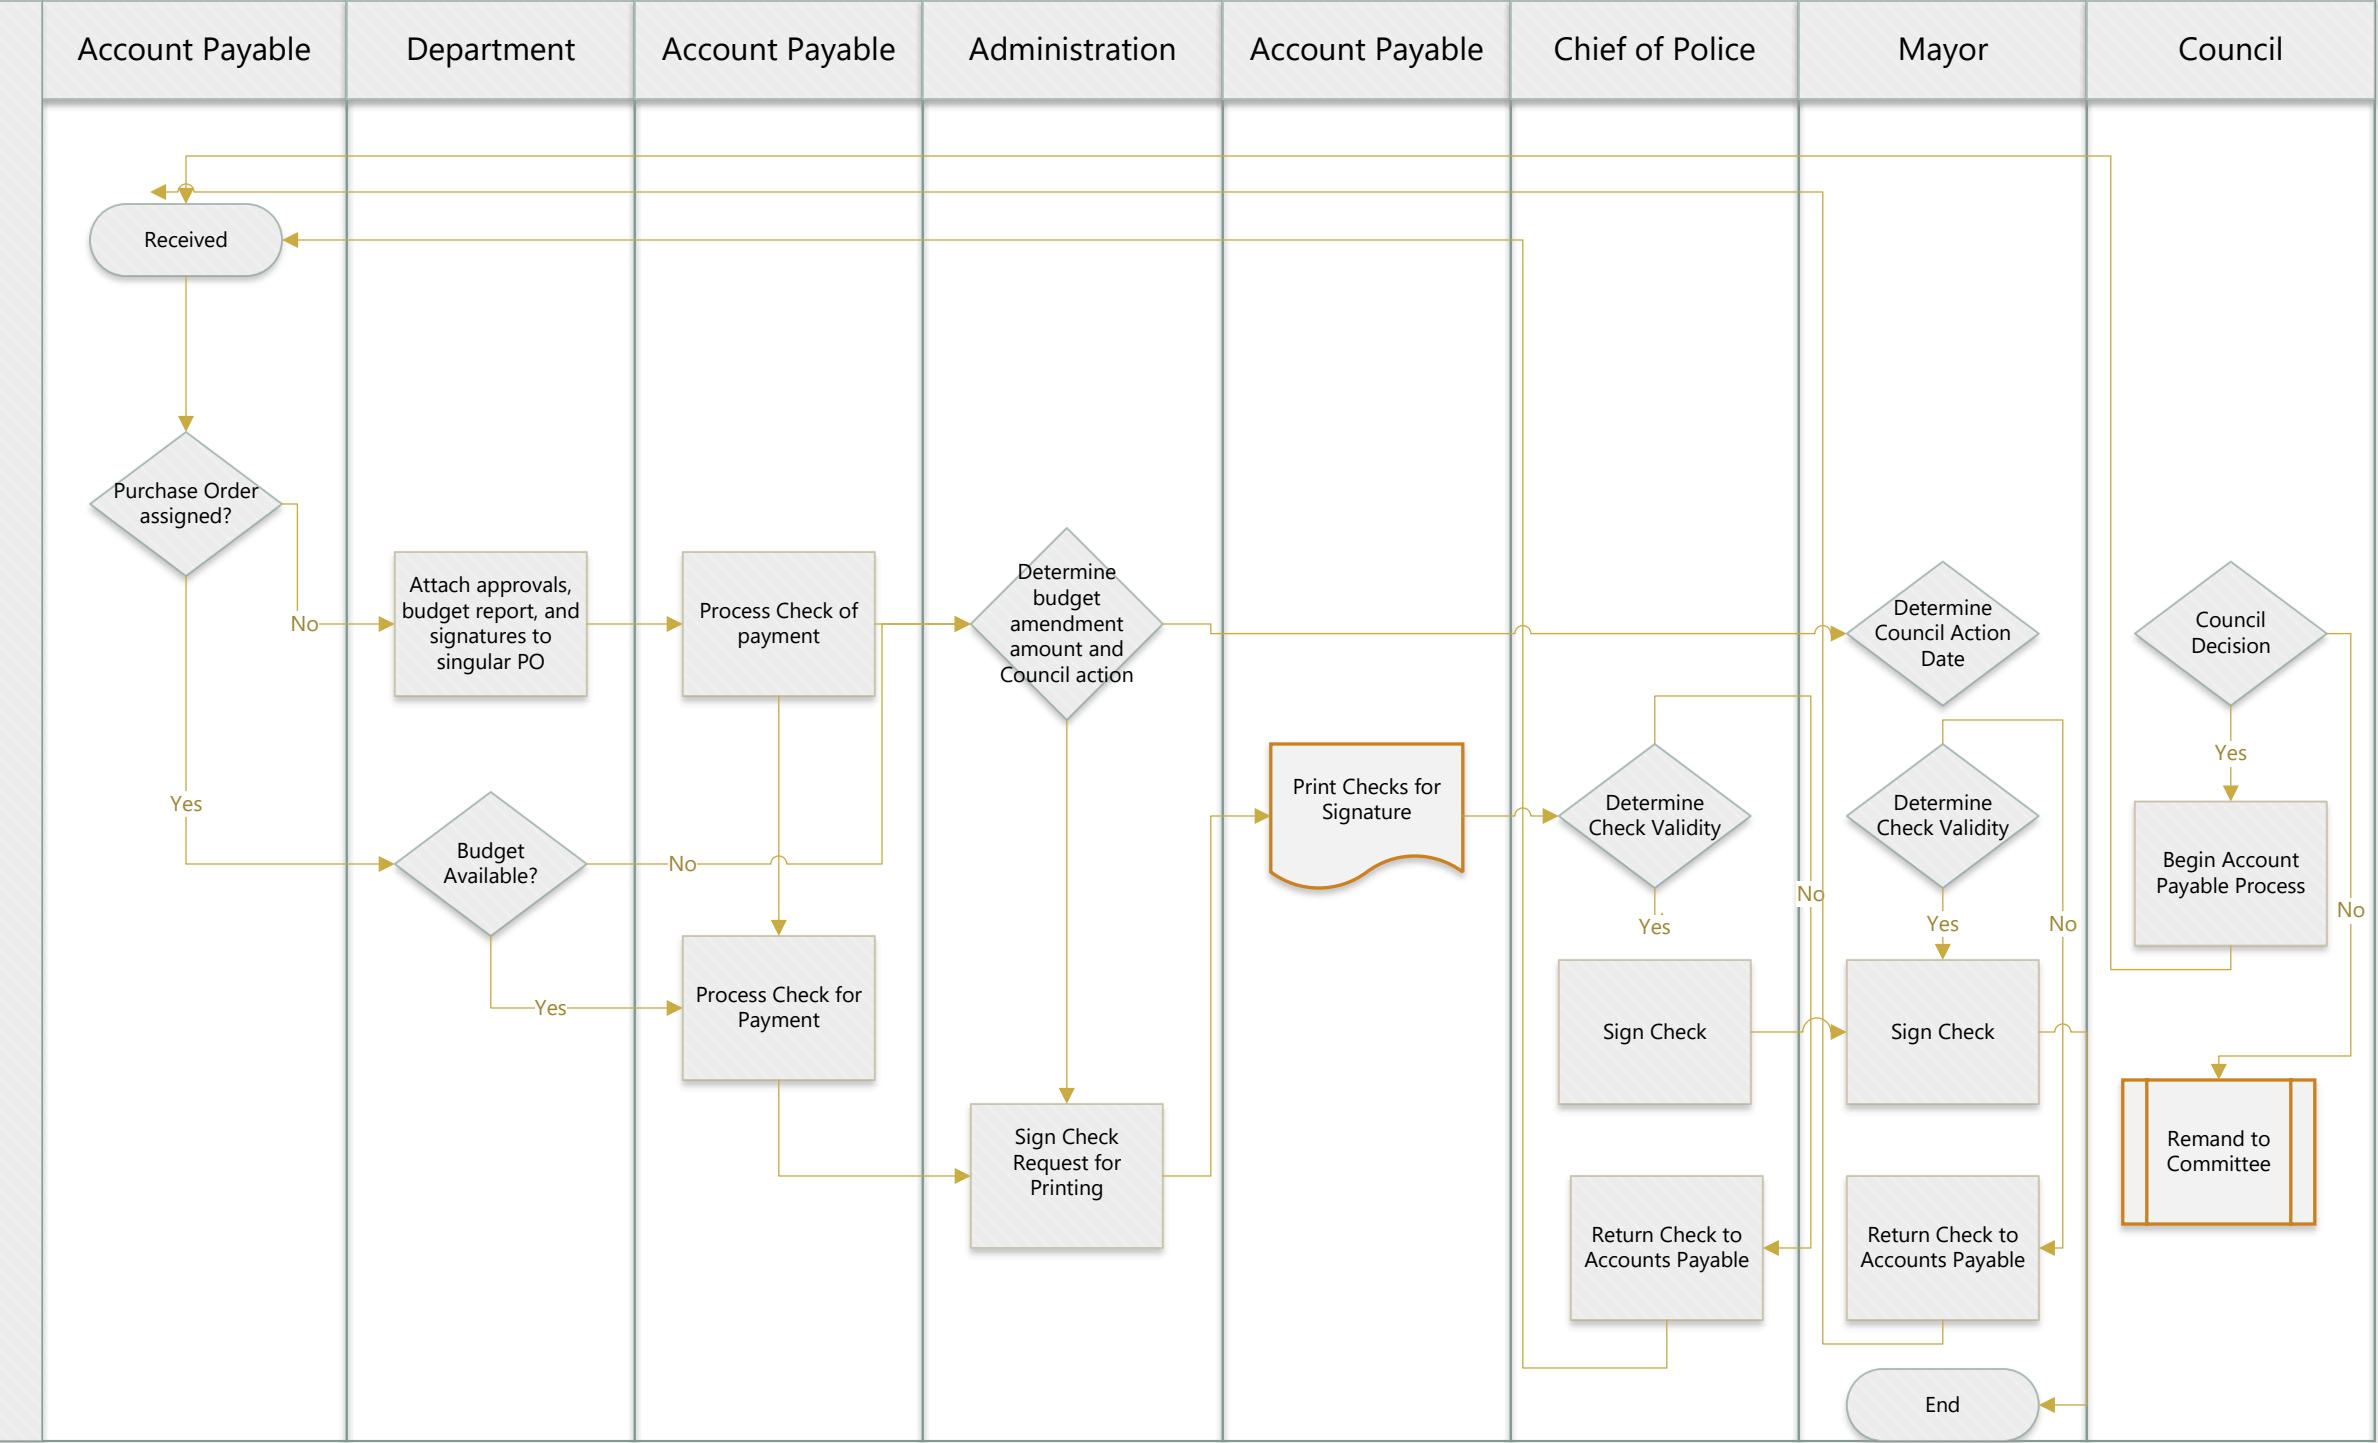 Account Payable
Department
Account Payable
Administration
Account Payable
Chief of Police
Mayor
Council
Received
Purchase Order
assigned?
No
Yes
Attach approvals,
budget report, and
signatures to
singular PO
Budget
Available?
No
Yes
Process Check of
payment
Process Check for
Payment
Determine
budget
amendment
amount and
Council action
Sign Check
Request for
Printing
Print Checks for
Signature
Determine
Check Validity
Yes
No
Sign Check
Return Check to
Accounts Payable
Determine
Council Action
Date
Determine
Check Validity
Yes
No
Sign Check
Return Check to
Accounts Payable
End
Council
Decision
Yes
No
Begin Account
Payable Process
Remand to
Committee